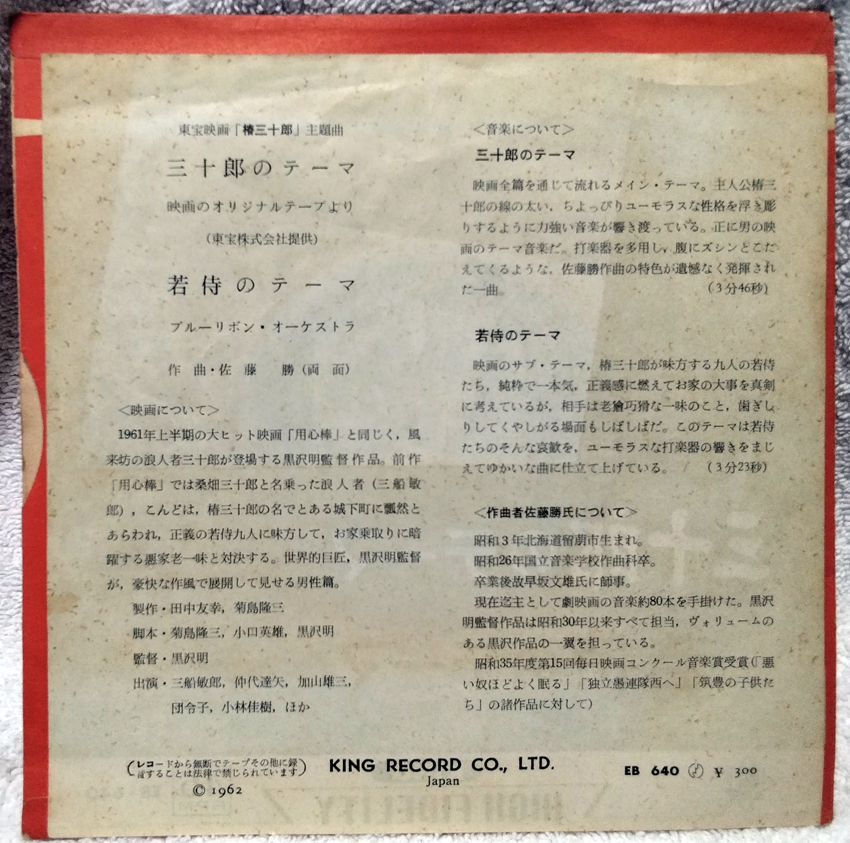 東宝映画「椿三十郎」主題曲
三十郎のテーマ
映画のオリジナルテープより
(東宝株式会社提供)
若侍のテーマ
ブルーリボン・オーケストラ
作曲・佐藤 勝(両面)
＜映画について＞
1961年上半期の大ヒット映画「用心棒」と同じく，風
来坊の浪人者三十郎が登場する黒沢明監督作品。前作
「用心棒」では桑畑三十郎と名乗った浪人者(三船敏
郎)，こんどは，椿三十郎の名でとある城下町に飄然と
あらわれ，正義の若侍九人に味方して，お家乗取りに暗
躍する悪家老一味と対決する。世界的巨匠，黒沢明監督
が，豪快な作風で展開して見せる男性篇。
製作・田中友幸，菊島隆三
脚本・菊島隆三，小口英雄，黒沢明
監督・黒沢明
出演・三船敏郎，仲代達矢，加山雄三，
団令子，小林佳樹，ほか
＜音楽について＞
三十郎のテーマ
映画全篇を通じて流れるメイン・テーマ。主人公椿三
十郎の線の太い，ちよっぴりユーモラスな性格を浮き彫
りするように力強い音楽が響き渡っている。正に男の映
画のテーマ音楽だ。打楽器を多用し，腹にズシンとこた
えてくるような，佐藤勝作曲の特色が遺憾なく発揮され
た一曲。 (3分46秒)
若侍のテーマ
映画のサブ・テーマ，椿三十郎が味方する九人の若侍
たち，純粋で一本気，正義感に燃えてお家の大事を真剣
に考えているが，相手は老獪巧猾な一味のこと，歯ぎし
りしてくやしがる場面もしばしばだ。このテーマは若侍
たちのそんな哀歓を，ユーモラスな打楽器の響きをまじ
えてゆかいな曲に仕立て上げている。 (3分23秒)
＜作曲者佐藤勝氏について＞
昭和3年北海道留萠市生まれ。
昭和26年国立音楽学校作曲科卒。
卒業後故早坂文雄氏に師事。
現在迄主として劇映画の音楽約80本を手掛けた。黒沢
明監督作品は昭和30年以来すべて担当，ヴォリュームの
ある黒沢作品の一翼を担っている。
昭和35年度第15回毎日映画コンクール音楽賞受賞(「悪
い奴ほどよく眠る」「独立愚連隊西へ」「筑豊の子供た
ち」の諸作品に対して)
(レコードから無断でテープその他に録
音することは法律で禁じられています)
© 1962
KING RECORD CO., LTD.
Japan
EB 640 ¥ 300
HIGH FIDELITY